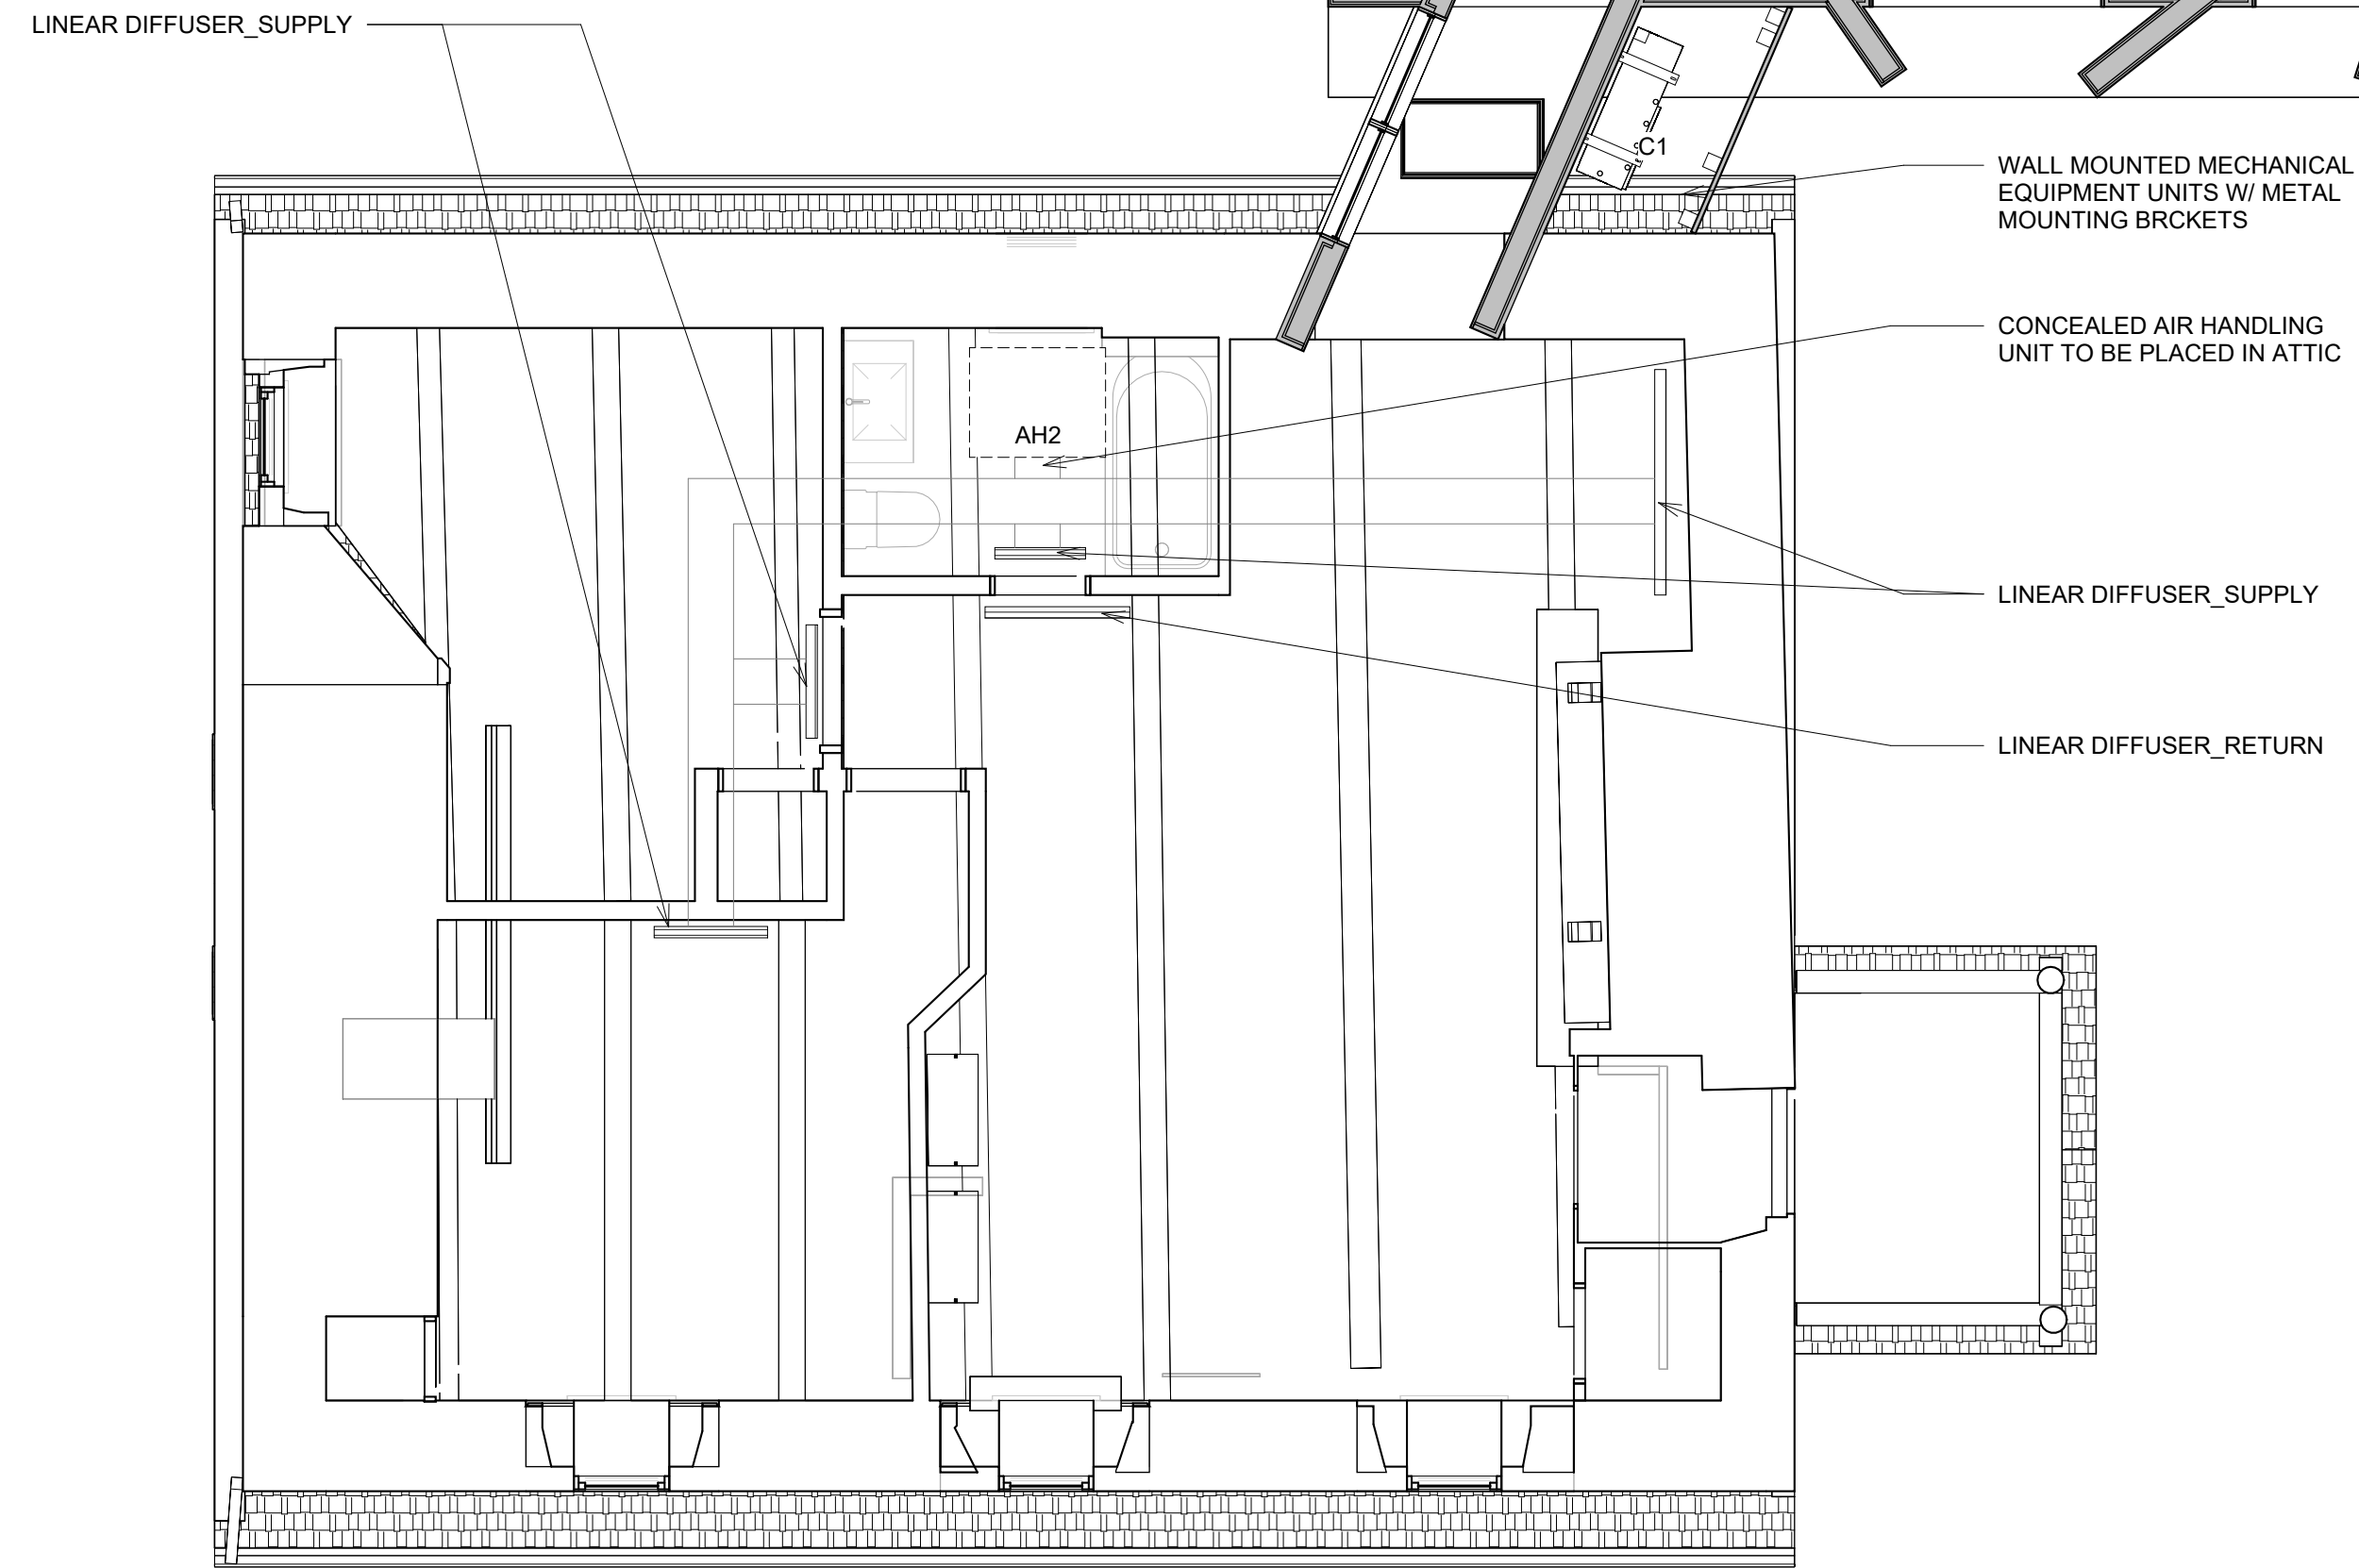 LINEAR DIFFUSER_SUPPLY
C1
WALL MOUNTED MECHANICAL
EQUIPMENT UNITS W/ METAL
MOUNTING BRCKETS
CONCEALED AIR HANDLING
UNIT TO BE PLACED IN ATTIC
AH2
LINEAR DIFFUSER_SUPPLY
LINEAR DIFFUSER_RETURN